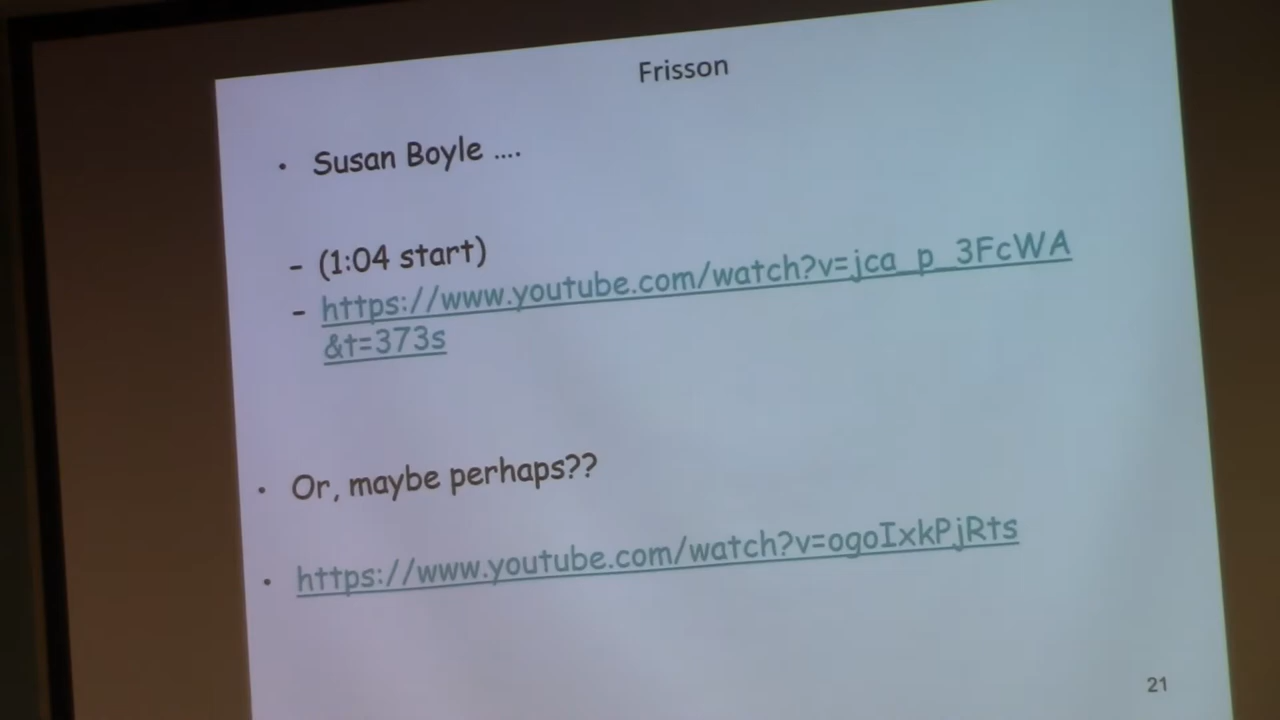 Frisson
• Susan Boyle ....
- (1:04 start)
- https://www.youtube.com/watch?v=jca_p_3FcWA
&t=373s
• Or, maybe perhaps??
• https://www.youtube.com/watch?v=ogoIxkPjRts
21